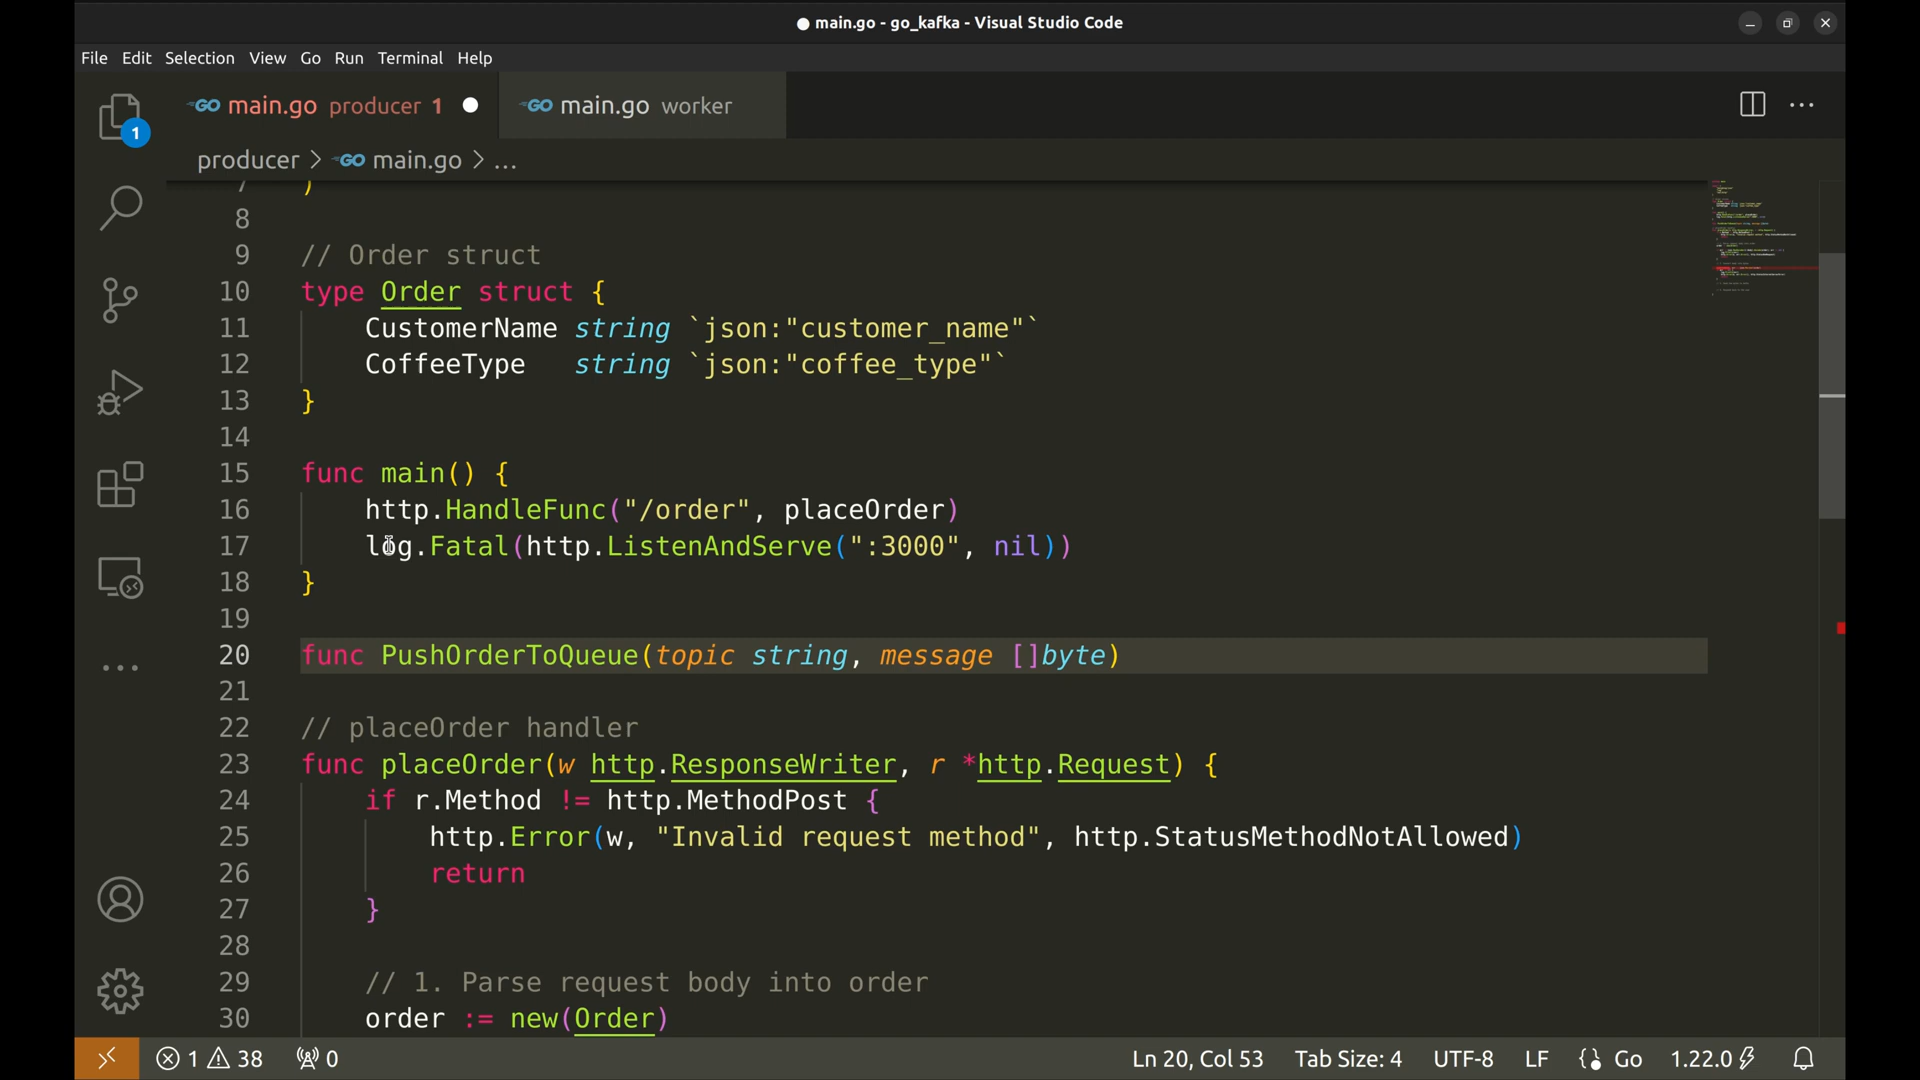 main.go - go_kafka - Visual Studio Code
File Edit Selection View Go Run Terminal Help
GO main.go producer 1 GO main.go worker
1
producer > GO main.go > ...
7 )
8
9 // Order struct
10 type Order struct {
11 CustomerName string `json:"customer_name"`
12 CoffeeType string `json:"coffee_type"`
13 }
14
15 func main() {
16 http.HandleFunc("/order", placeOrder)
17 log.Fatal(http.ListenAndServe(":3000", nil))
18 }
19
20 func PushOrderToQueue(topic string, message []byte)
21
22 // placeOrder handler
23 func placeOrder(w http.ResponseWriter, r *http.Request) {
24 if r.Method != http.MethodPost {
25 http.Error(w, "Invalid request method", http.StatusMethodNotAllowed)
26 return
27 }
28
29 // 1. Parse request body into order
30 order := new(Order)
1 38 0 Ln 20, Col 53 Tab Size: 4 UTF-8 LF Go 1.22.0